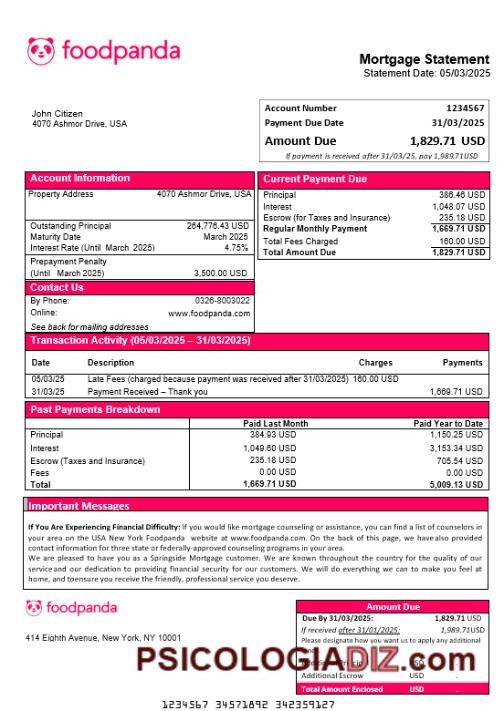 foodpanda
Mortgage Statement
Statement Date: 05/03/2025
John Citizen
4070 Ashmor Drive, USA
Account Number 1234567
Payment Due Date 31/03/2025
Amount Due 1,829.71 USD
If payment is received after 31/03/25, pay 1,989.71USD
Account Information
Property Address 4070 Ashmor Drive, USA
Outstanding Principal 264,776.43 USD
Maturity Date March 2025
Interest Rate (Until March 2025) 4.75%
Prepayment Penalty
(Until March 2025) 3,500.00 USD
Contact Us
By Phone: 0326-8003022
Online: www.foodpanda.com
See back for mailing addresses
Current Payment Due
Principal 386.46 USD
Interest 1,048.07 USD
Escrow (for Taxes and Insurance) 235.18 USD
Regular Monthly Payment 1,669.71 USD
Total Fees Charged 160.00 USD
Total Amount Due 1,829.71 USD
Transaction Activity (05/03/2025 – 31/03/2025)
Date Description Charges Payments
05/03/25 Late Fees (charged because payment was received after 31/03/2025) 160.00 USD
31/03/25 Payment Received – Thank you 1,669.71 USD
Past Payments Breakdown
Paid Last Month Paid Year to Date
Principal 384.93 USD 1,150.25 USD
Interest 1,049.60 USD 3,153.34 USD
Escrow (Taxes and Insurance) 235.18 USD 705.54 USD
Fees 0.00 USD 0.00 USD
Total 1,669.71 USD 5,009.13 USD
Important Messages
If You Are Experiencing Financial Difficulty: If you would like mortgage counseling or assistance, you can find a list of counselors in
your area on the USA New York Foodpanda website at www.foodpanda.com. On the back of this page, we have also provided
contact information for three state or federally-approved counseling programs in your area.
We are pleased to have you as a Springside Mortgage customer. We are known throughout the country for the quality of our
service and our dedication to providing financial security for our customers. We will do everything we can to make you feel at
home, and toensure you receive the friendly, professional service you deserve.
foodpanda
414 Eighth Avenue, New York, NY 10001
Amount Due
Due By 31/03/2025: 1,829.71 USD
If received after 31/01/2025: 1,989.71USD
Please designate how you want us to apply any additional
Additional Escrow USD .
Total Amount Enclosed USD .
PSICOLOGIADIZ.com
1234567 34571892 342359127